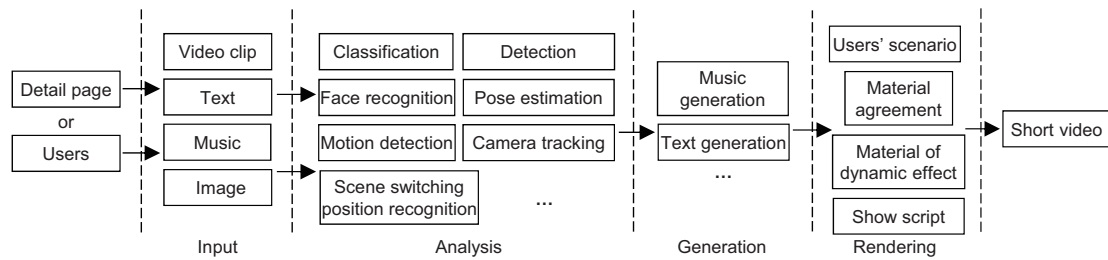 Detail page
or
Users
Video clip
Text
Music
Image
Input
Classification
Detection
Face recognition
Pose estimation
Motion detection
Camera tracking
Scene switching
position recognition
...
Analysis
Music
generation
Text generation
...
Generation
Users' scenario
Material
agreement
Material of
dynamic effect
Show script
Rendering
Short video